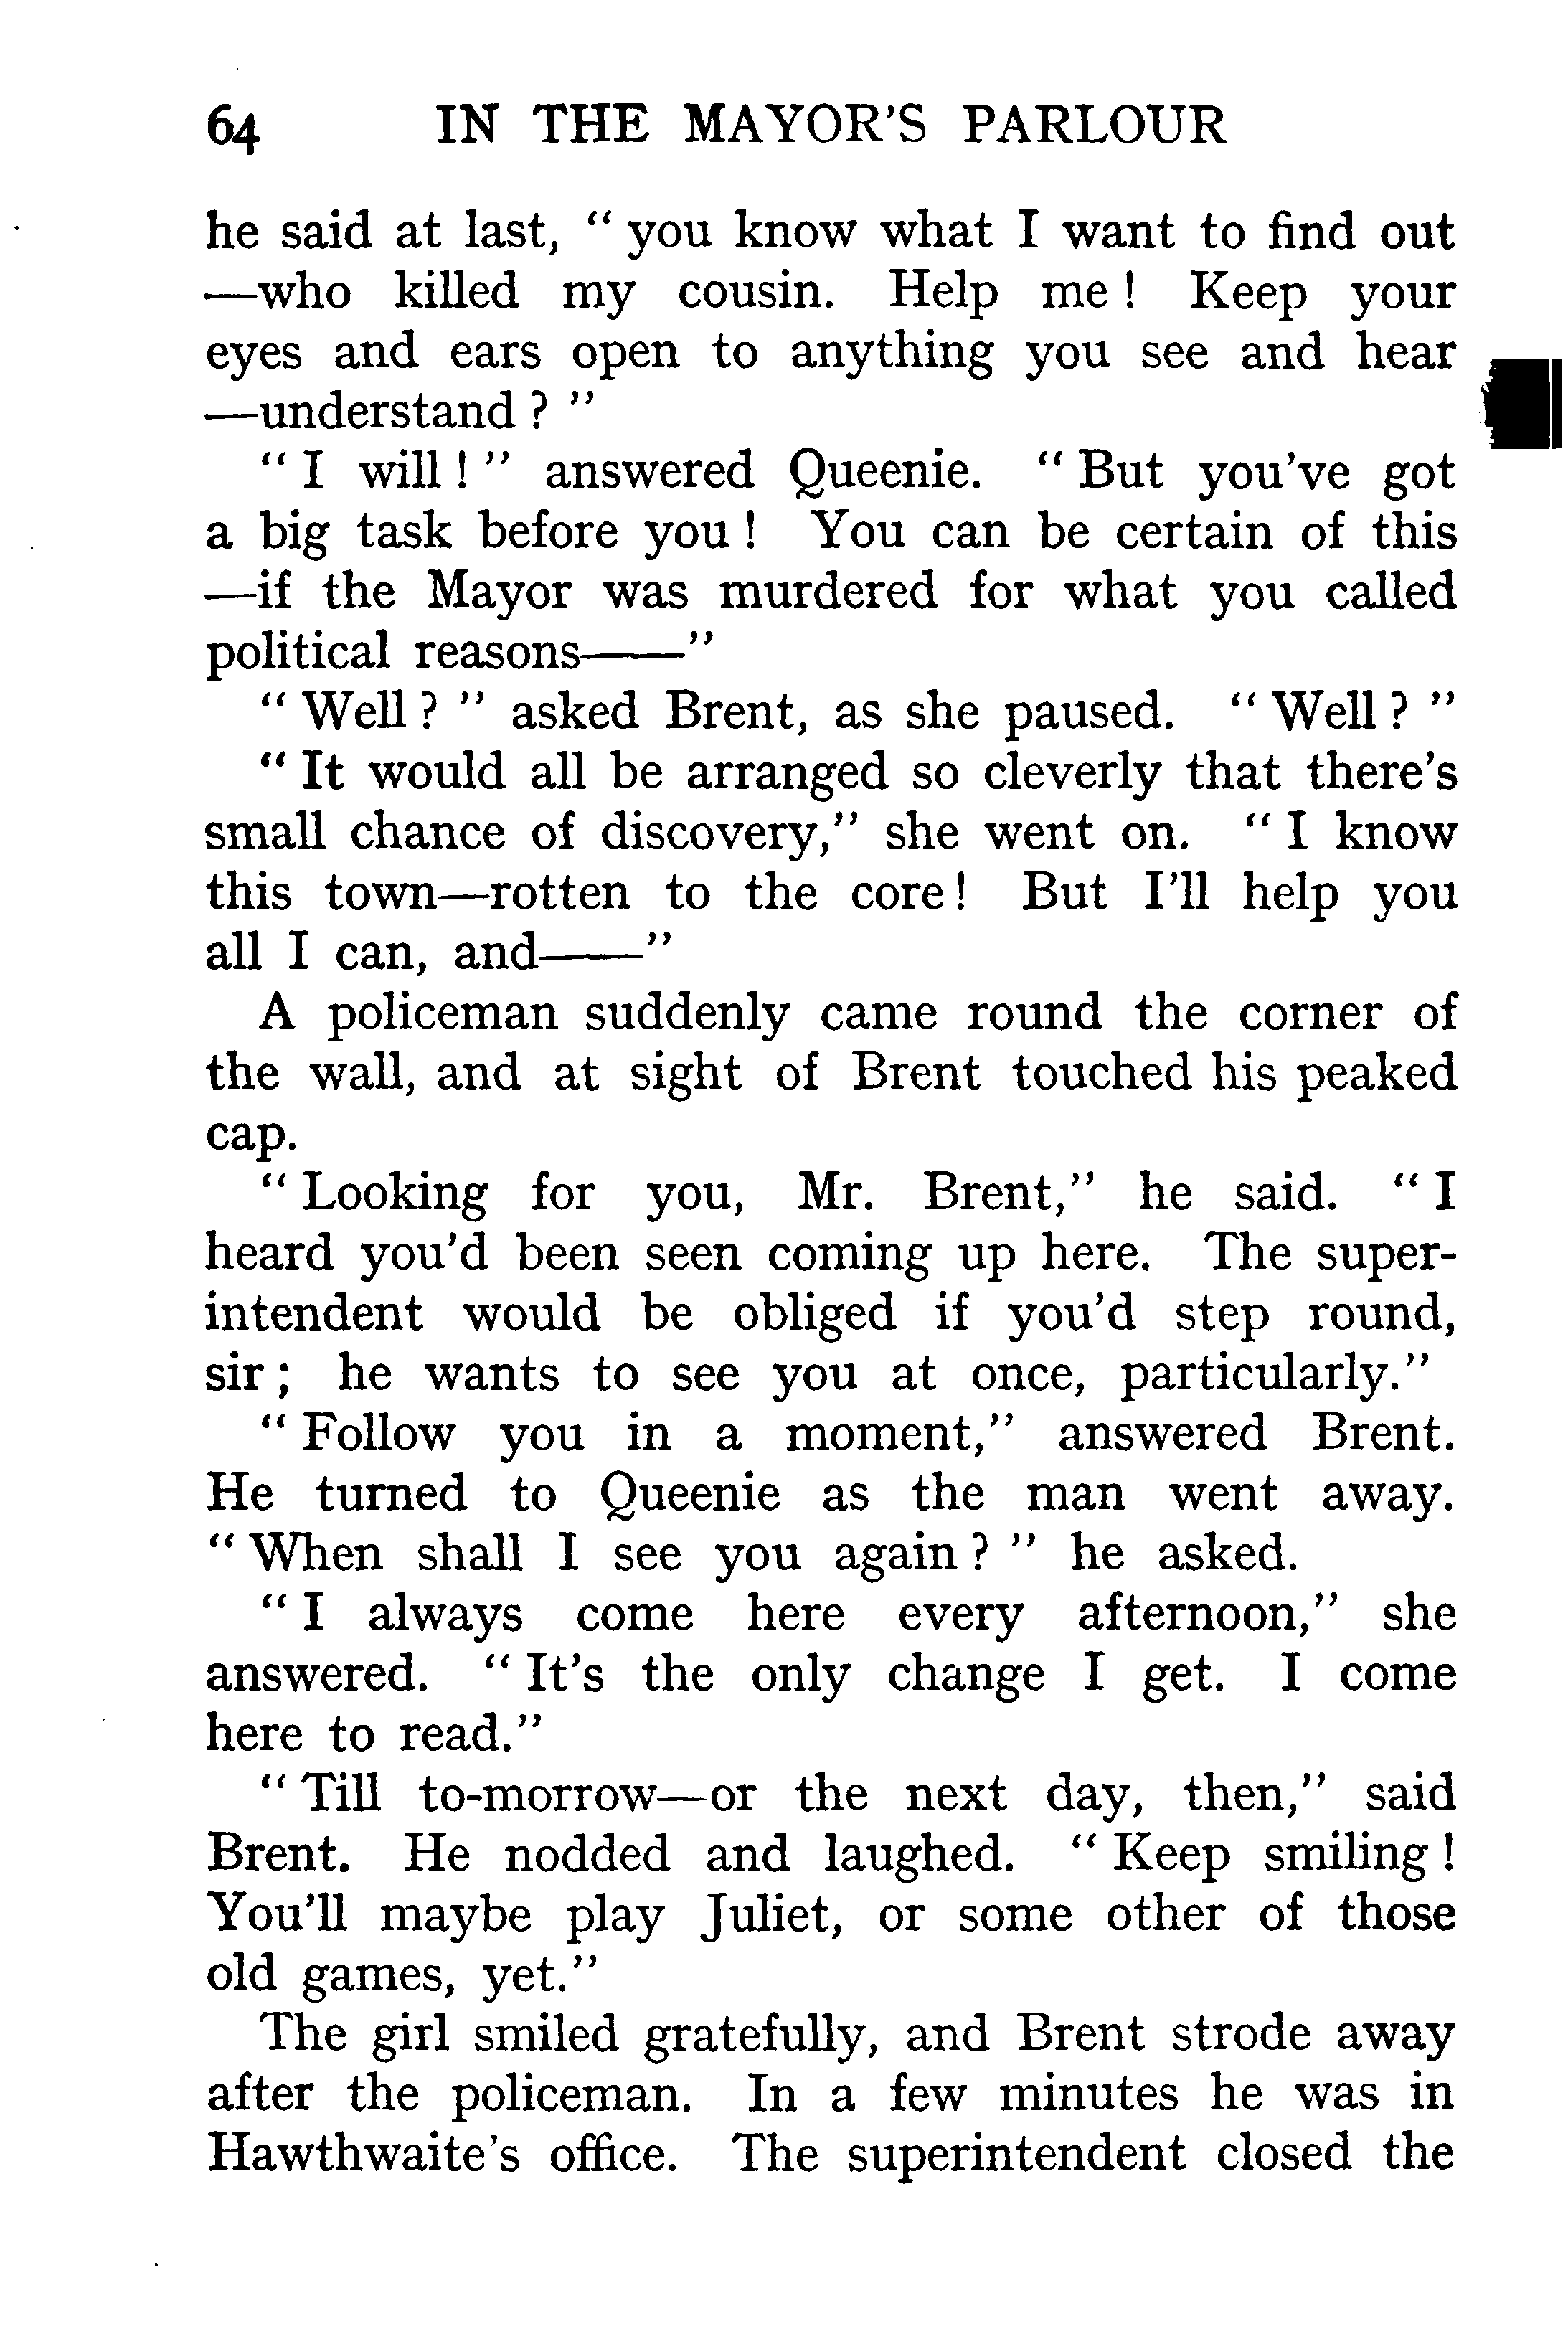 64 IN THE MAYOR'S PARLOUR
he said at last, “ you know what I want to find out
—who killed my cousin. Help me ! Keep your
eyes and ears open to anything you see and hear
—understand ? ”
“ I will ! ” answered Queenie. “ But you've got
a big task before you ! You can be certain of this
—if the Mayor was murdered for what you called
political reasons——”
“ Well ? ” asked Brent, as she paused. “ Well ? ”
“ It would all be arranged so cleverly that there's
small chance of discovery,” she went on. “ I know
this town—rotten to the core ! But I'll help you
all I can, and——”
A policeman suddenly came round the corner of
the wall, and at sight of Brent touched his peaked
cap.
“ Looking for you, Mr. Brent,” he said. “ I
heard you'd been seen coming up here. The super-
intendent would be obliged if you'd step round,
sir ; he wants to see you at once, particularly.”
“ Follow you in a moment,” answered Brent.
He turned to Queenie as the man went away.
“ When shall I see you again ? ” he asked.
“ I always come here every afternoon,” she
answered. “ It's the only change I get. I come
here to read.”
“ Till to-morrow—or the next day, then,” said
Brent. He nodded and laughed. “ Keep smiling !
You'll maybe play Juliet, or some other of those
old games, yet.”
The girl smiled gratefully, and Brent strode away
after the policeman. In a few minutes he was in
Hawthwaite's office. The superintendent closed the